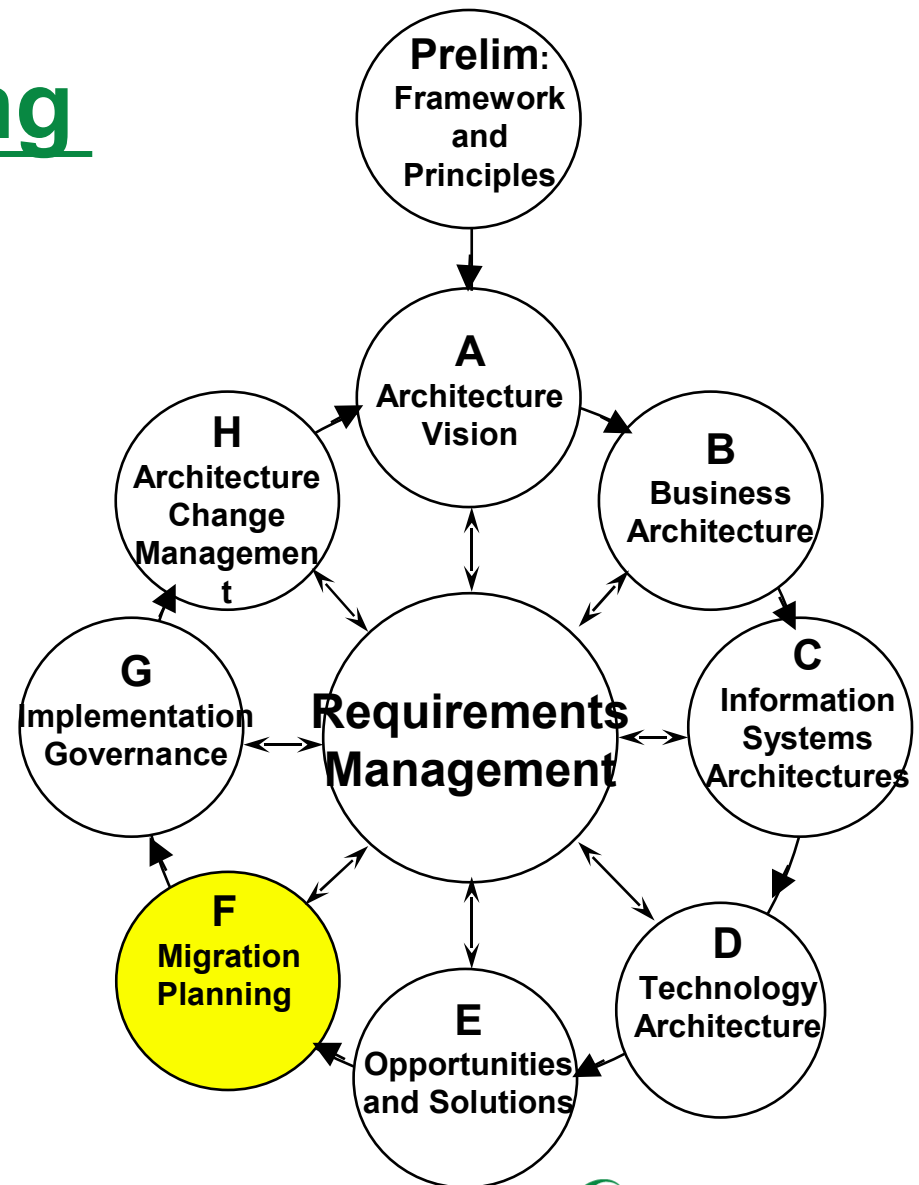 ng
Prelim:
Framework
and
Principles
A
Architecture
Vision
B
Business
Architecture
C
Information
Systems
Architectures
D
Technology
Architecture
E
Opportunities
and Solutions
F
Migration
Planning
G
Implementation
Governance
H
Architecture
Change
Managemen
t
Requirements
Management